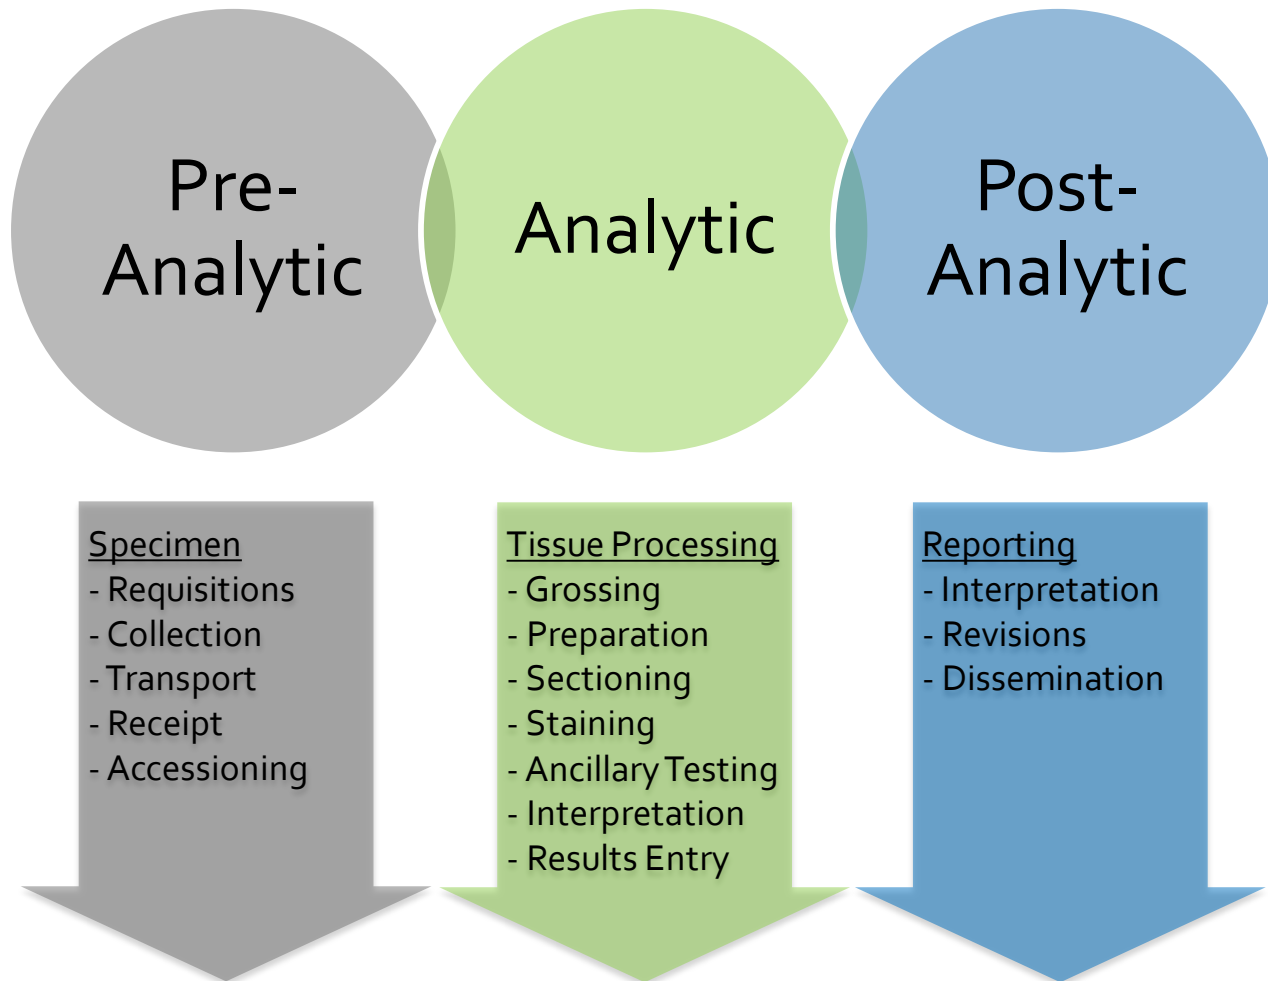 Pre-
Analytic
Analytic
Post-
Analytic
Specimen
- Requisitions
- Collection
- Transport
- Receipt
- Accessioning
Tissue Processing
- Grossing
- Preparation
- Sectioning
- Staining
- Ancillary Testing
- Interpretation
- Results Entry
Reporting
- Interpretation
- Revisions
- Dissemination